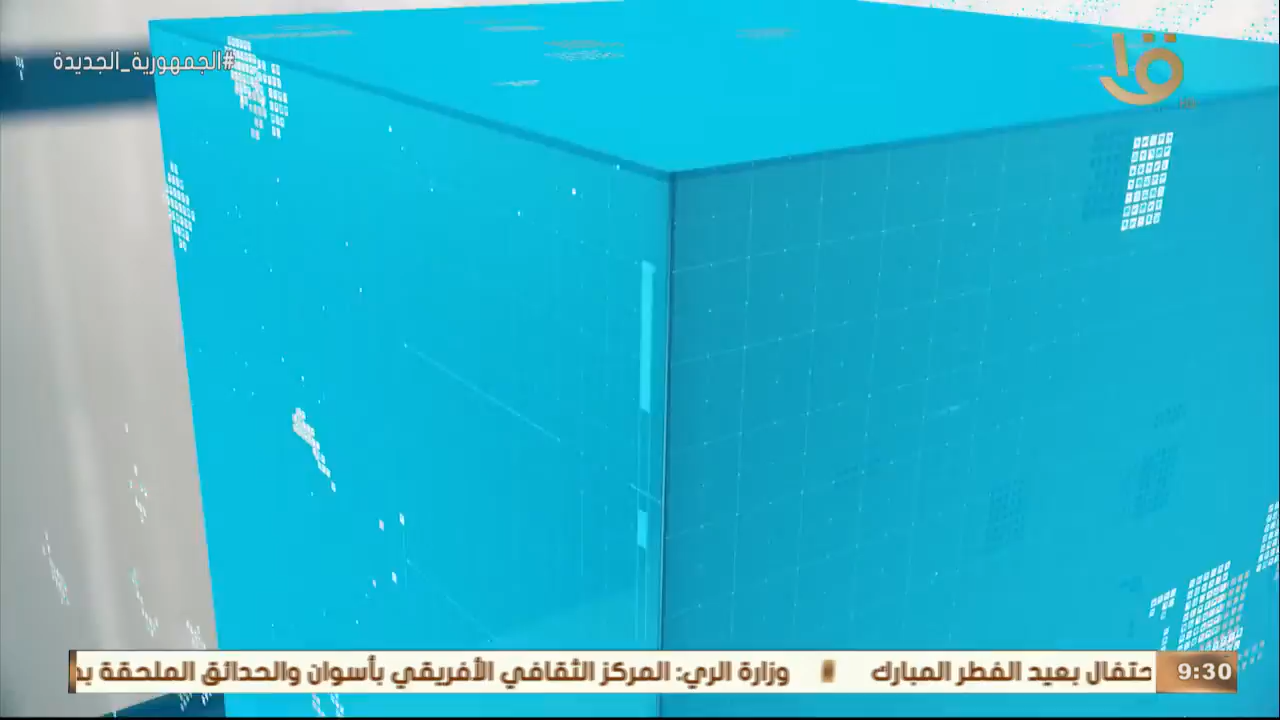 #الجمهورية_الجديدة
حتفال بعيد الفطر المبارك وزارة الري: المركز الثقافي الأفريقي بأسوان والحدائق الملحقة بد
9:30